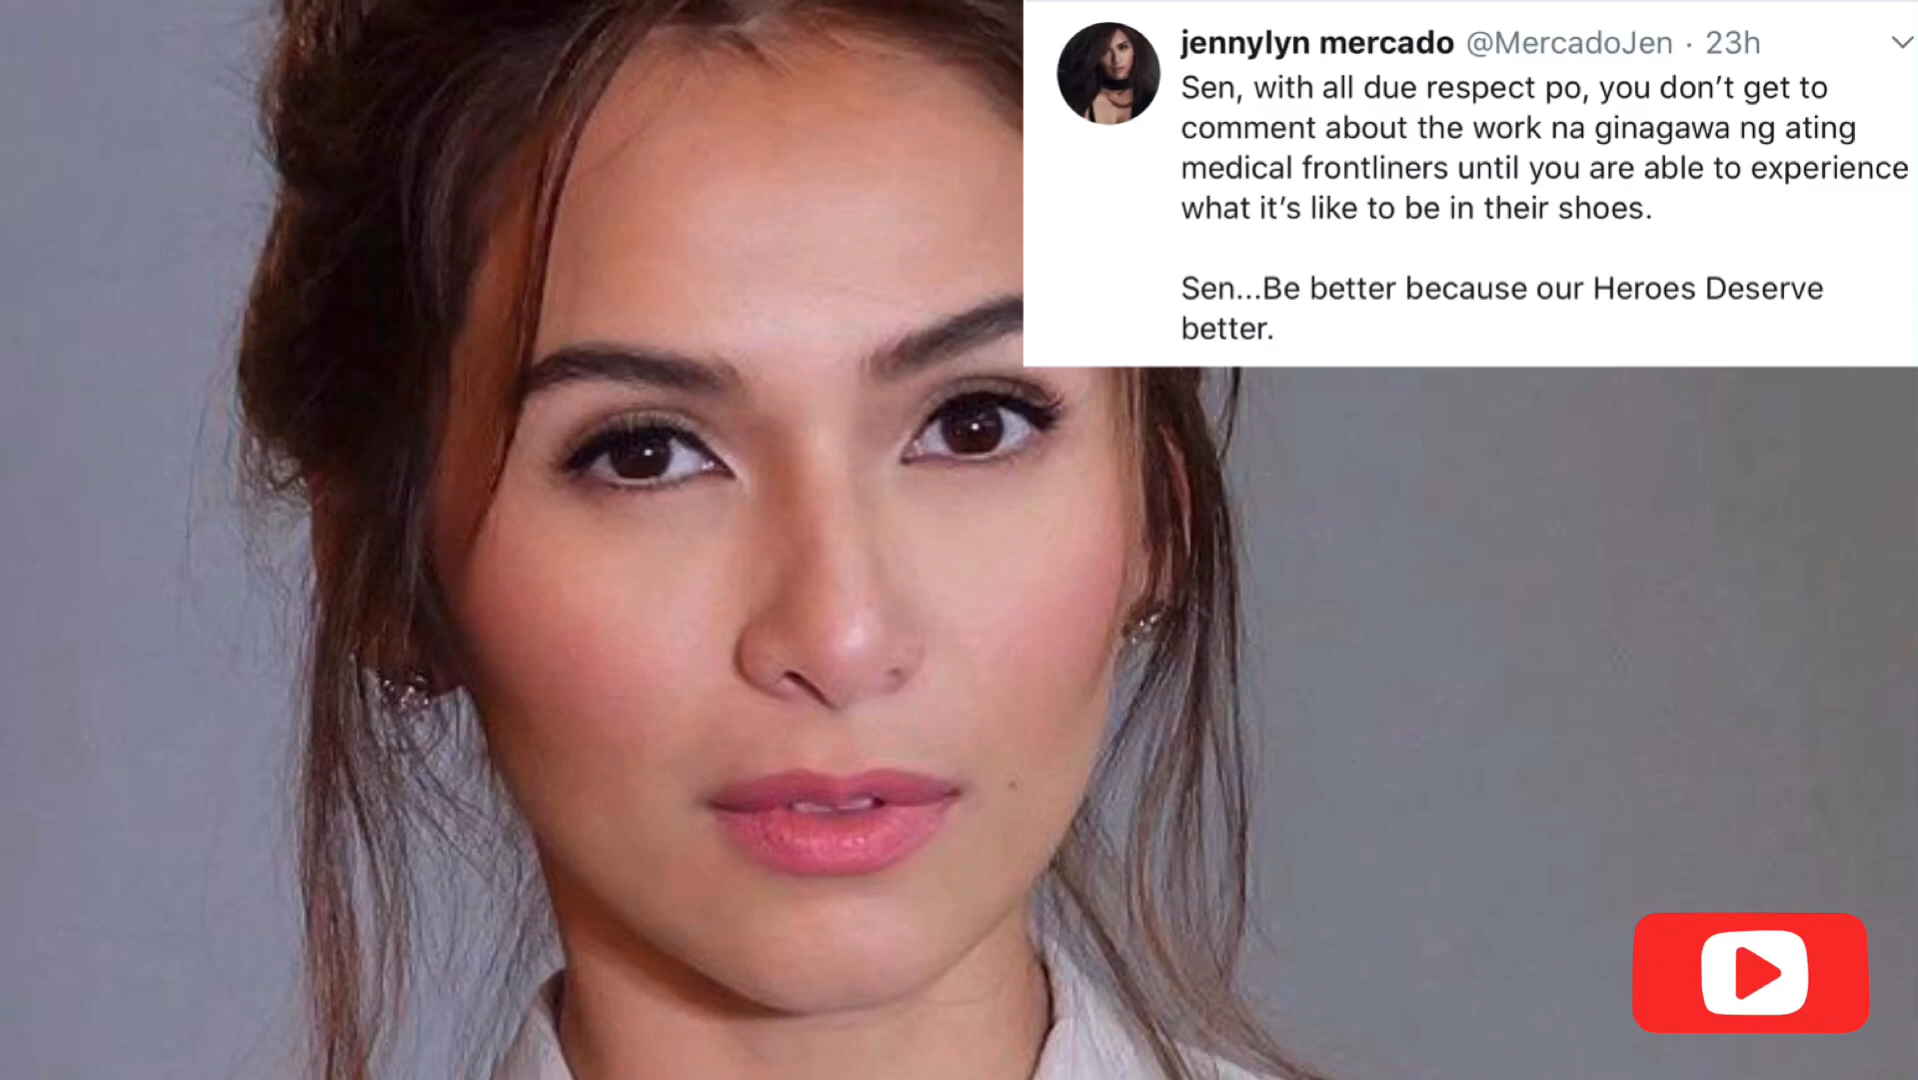 jennylyn mercado @MercadoJen · 23h
Sen, with all due respect po, you don’t get to
comment about the work na ginagawa ng ating
medical frontliners until you are able to experience
what it’s like to be in their shoes.
Sen...Be better because our Heroes Deserve
better.